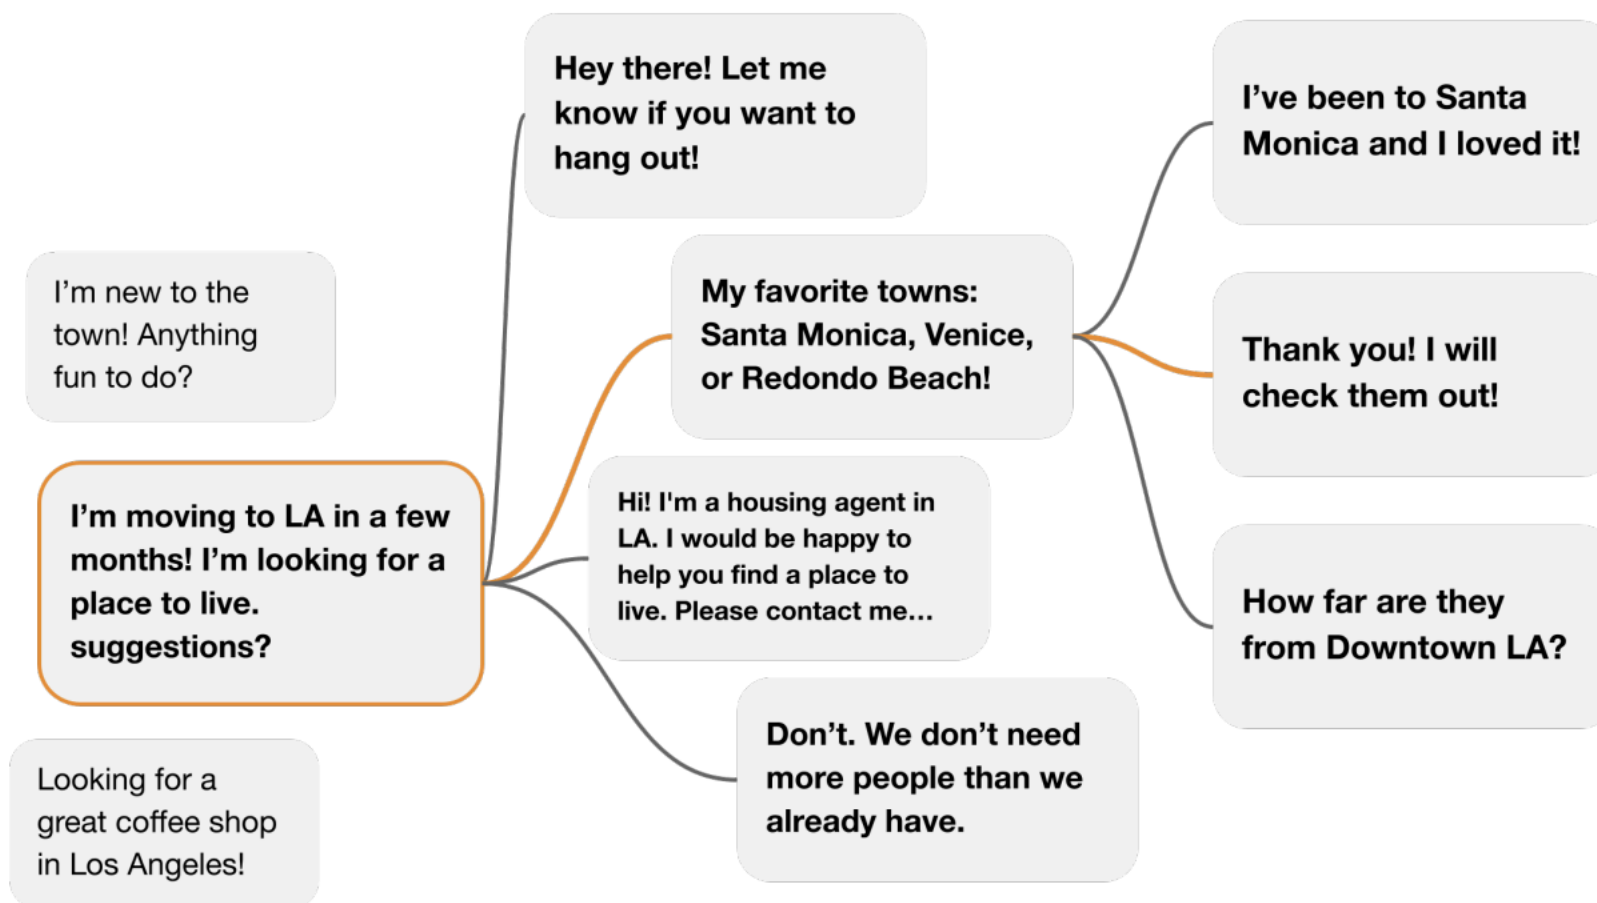 I'm new to the
town! Anything
fun to do?
I'm moving to LA in a few
months! I'm looking for a
place to live.
suggestions?
Looking for a
great coffee shop
in Los Angeles!
Hey there! Let me
know if you want to
hang out!
My favorite towns:
Santa Monica, Venice,
or Redondo Beach!
Hi! I'm a housing agent in
LA. I would be happy to
help you find a place to
live. Please contact me...
Don't. We don't need
more people than we
already have.
I've been to Santa
Monica and I loved it!
Thank you! I will
check them out!
How far are they
from Downtown LA?